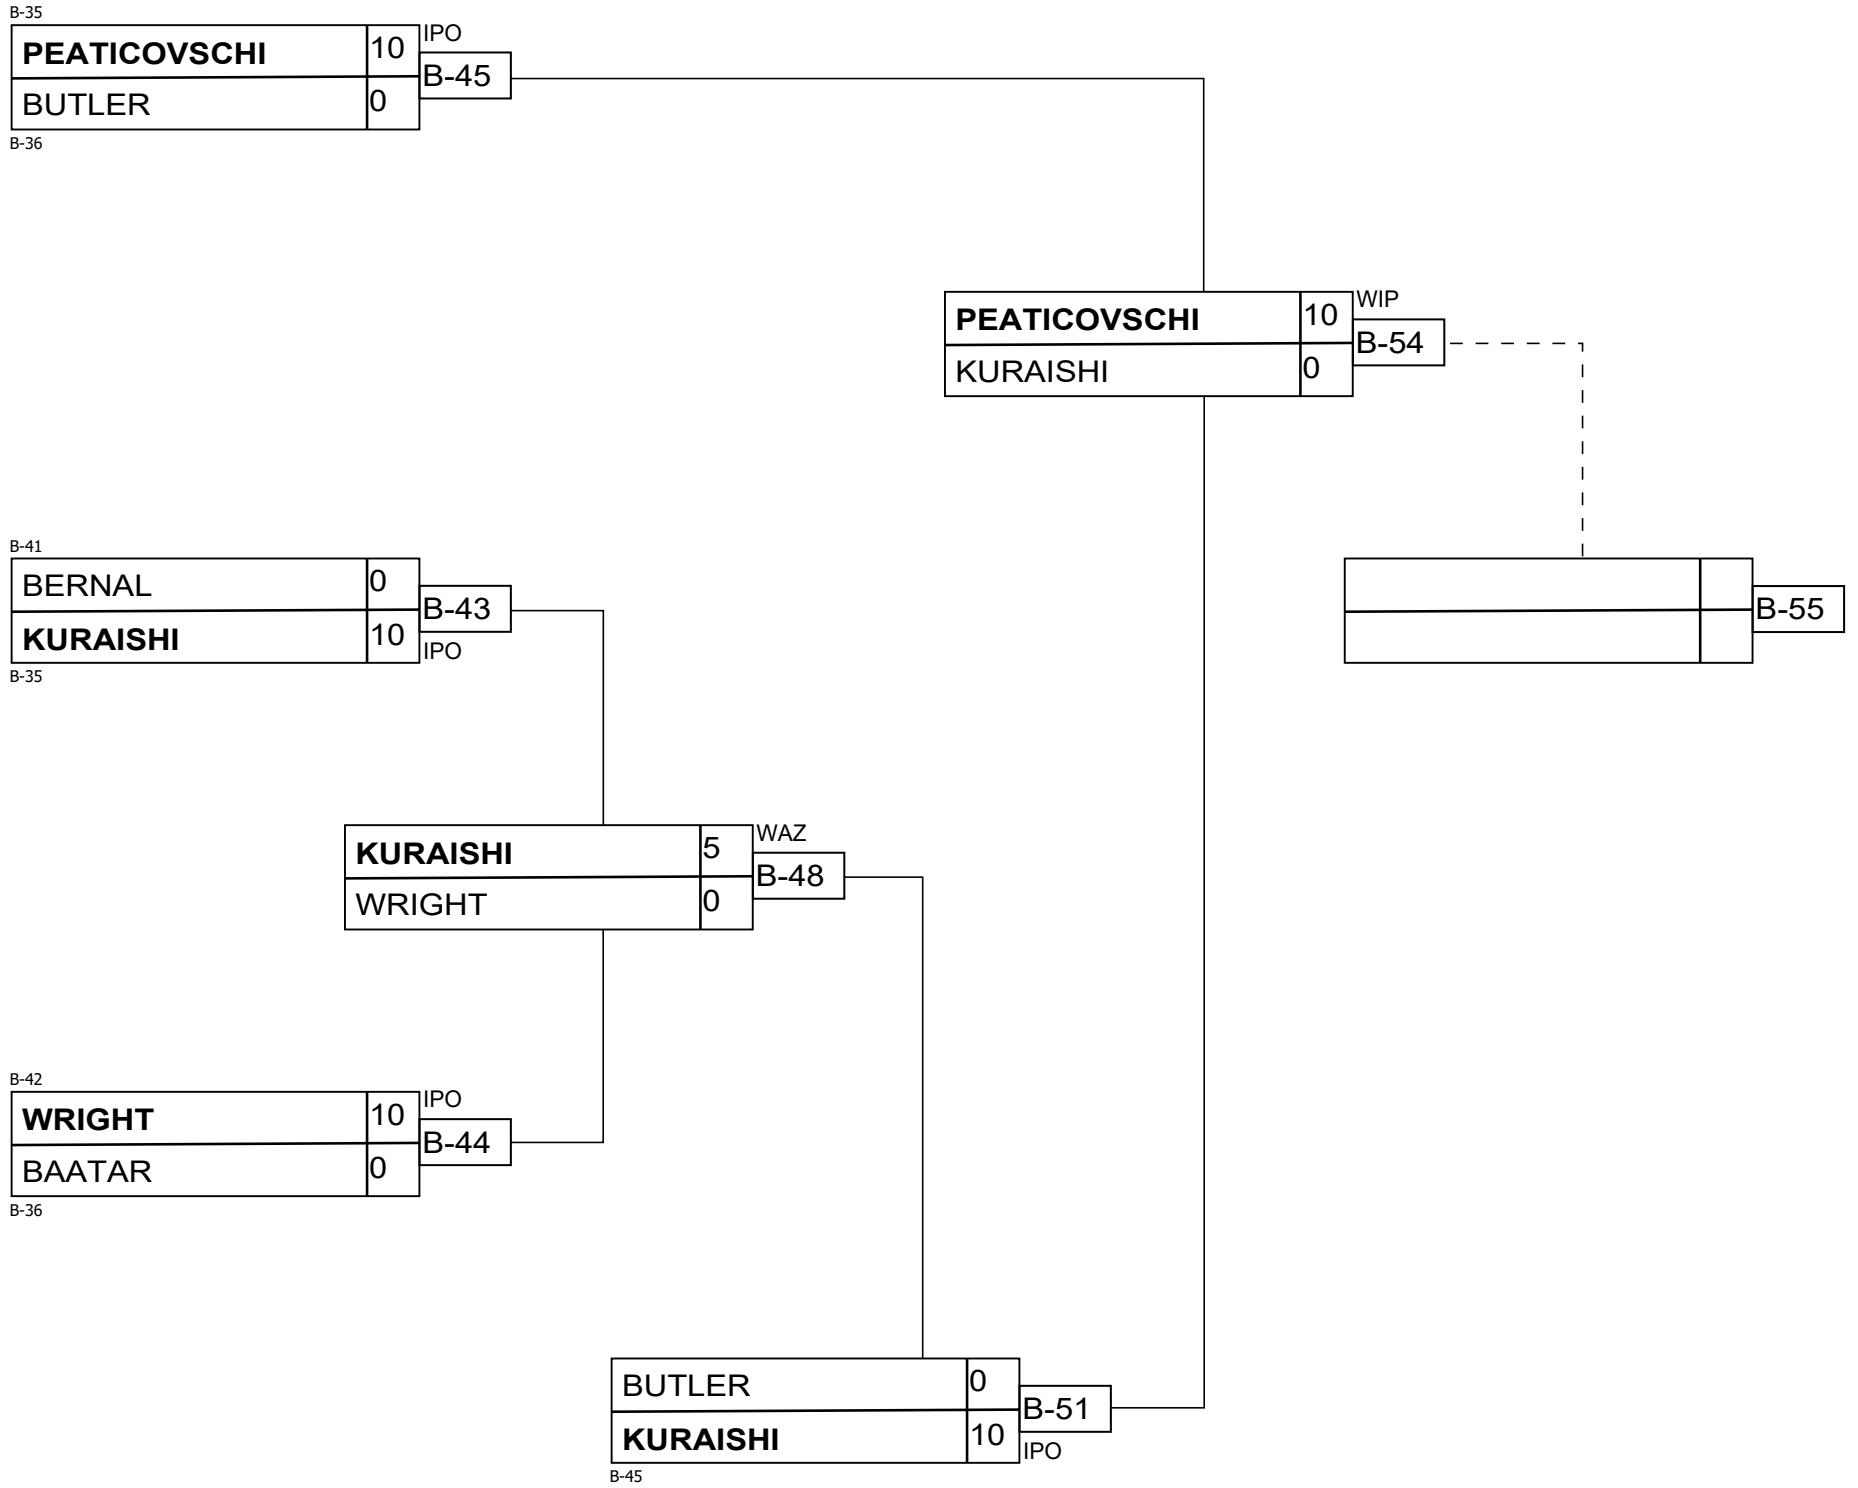 B-35
PEATICOVSCHI 10 IPO
B-45
BUTLER 0
B-36
PEATICOVSCHI 10 WIP
B-54
KURAISHI 0
B-41
BERNAL 0
B-43
KURAISHI 10 IPO
B-35
B-55
KURAISHI 5 WAZ
B-48
WRIGHT 0
B-42
WRIGHT 10 IPO
B-44
BAATAR 0
B-36
BUTLER 0
B-51
KURAISHI 10 IPO
B-45